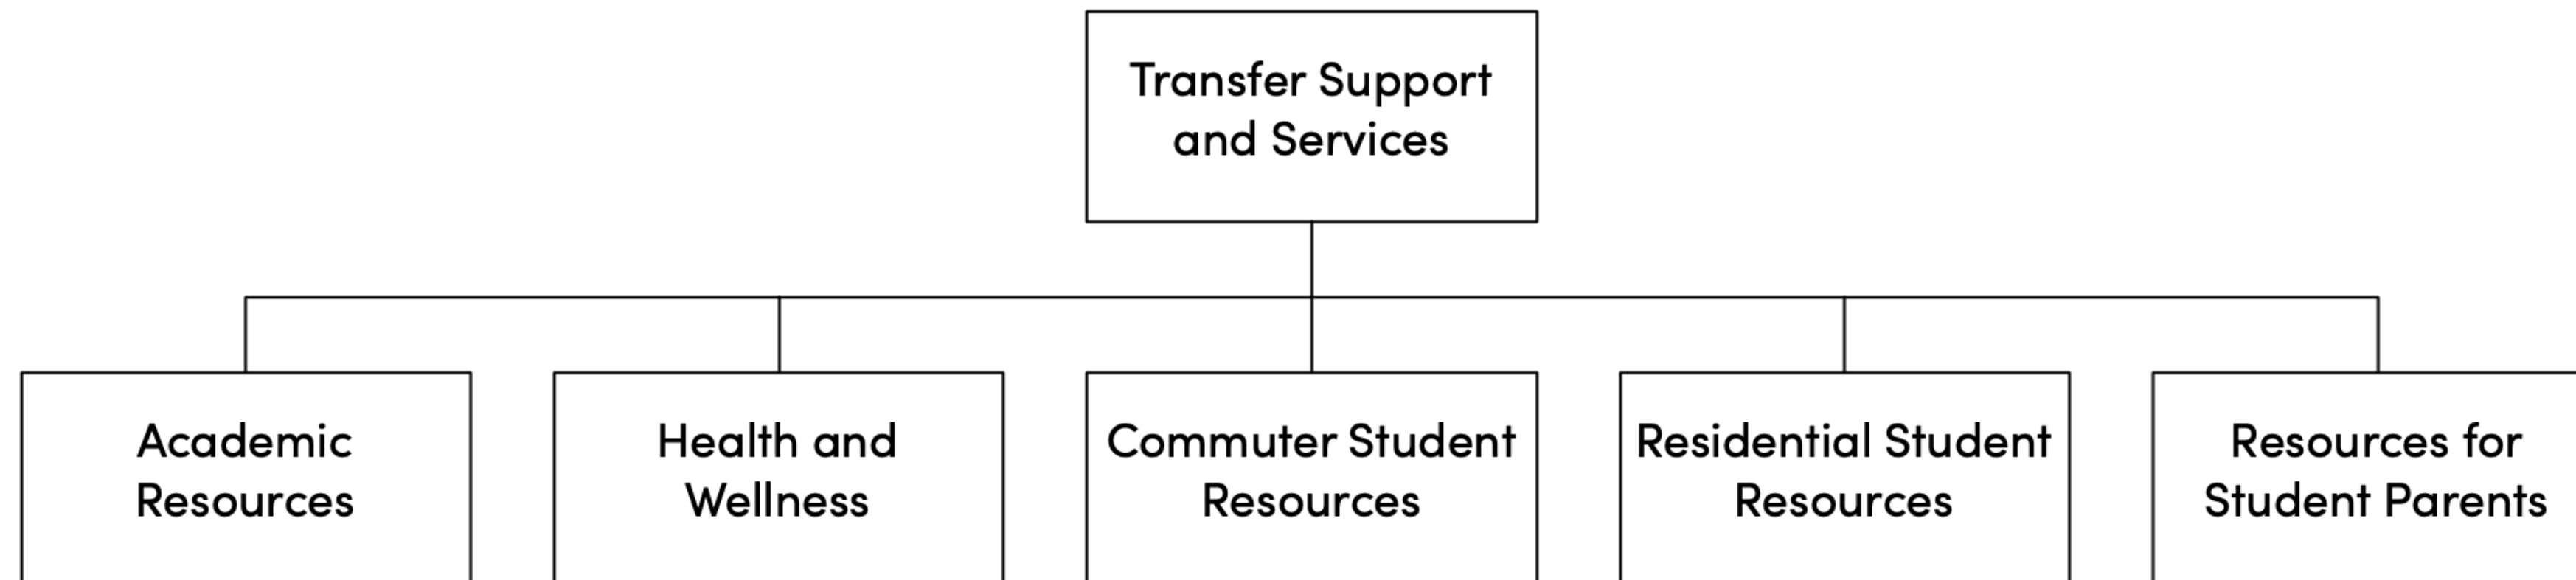 Transfer Support
and Services
Academic
Resources
Health and
Wellness
Commuter Student
Resources
Residential Student
Resources
Resources for
Student Parents